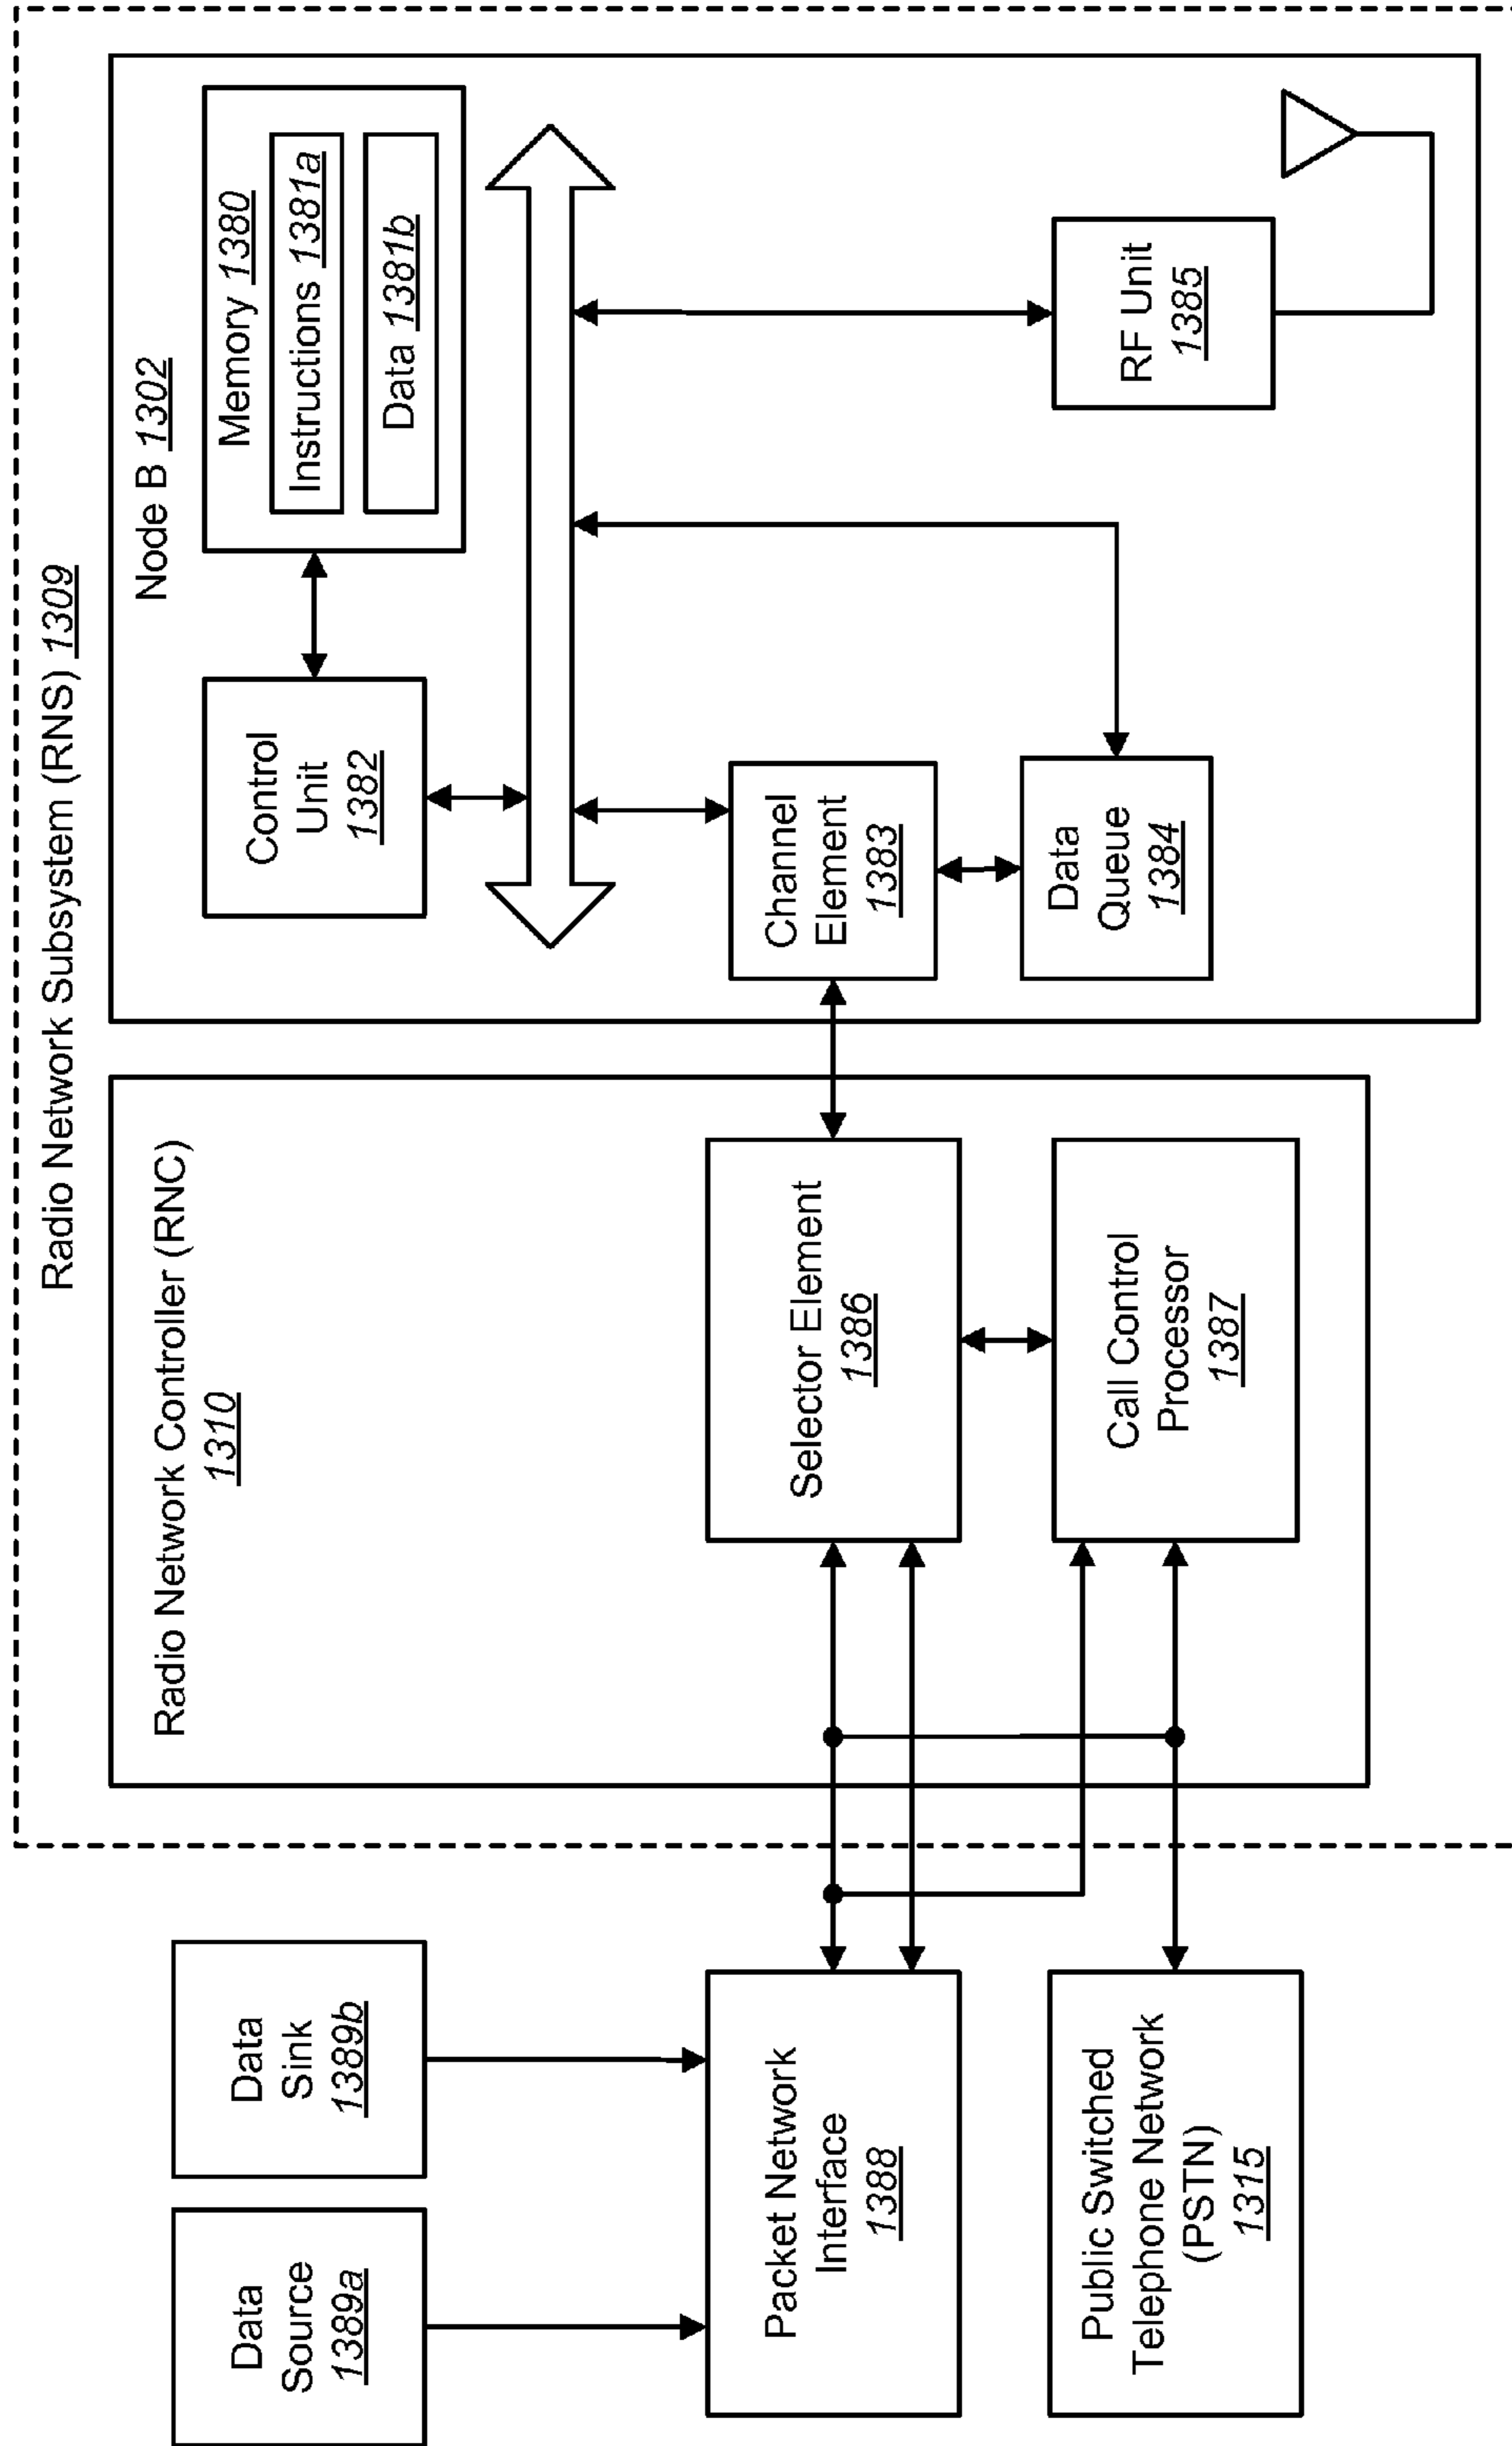 Radio Network Subsystem (RNS) 1309
Data
Source
1389a
Data
Sink
1389b
Packet Network
Interface
1388
Public Switched
Telephone Network
(PSTN)
1315
Radio Network Controller (RNC)
1310
Selector Element
1386
Call Control
Processor
1387
Node B 1302
Control
Unit
1382
Memory 1380
Instructions 1381a
Data 1381b
Channel
Element
1383
Data
Queue
1384
RF Unit
1385